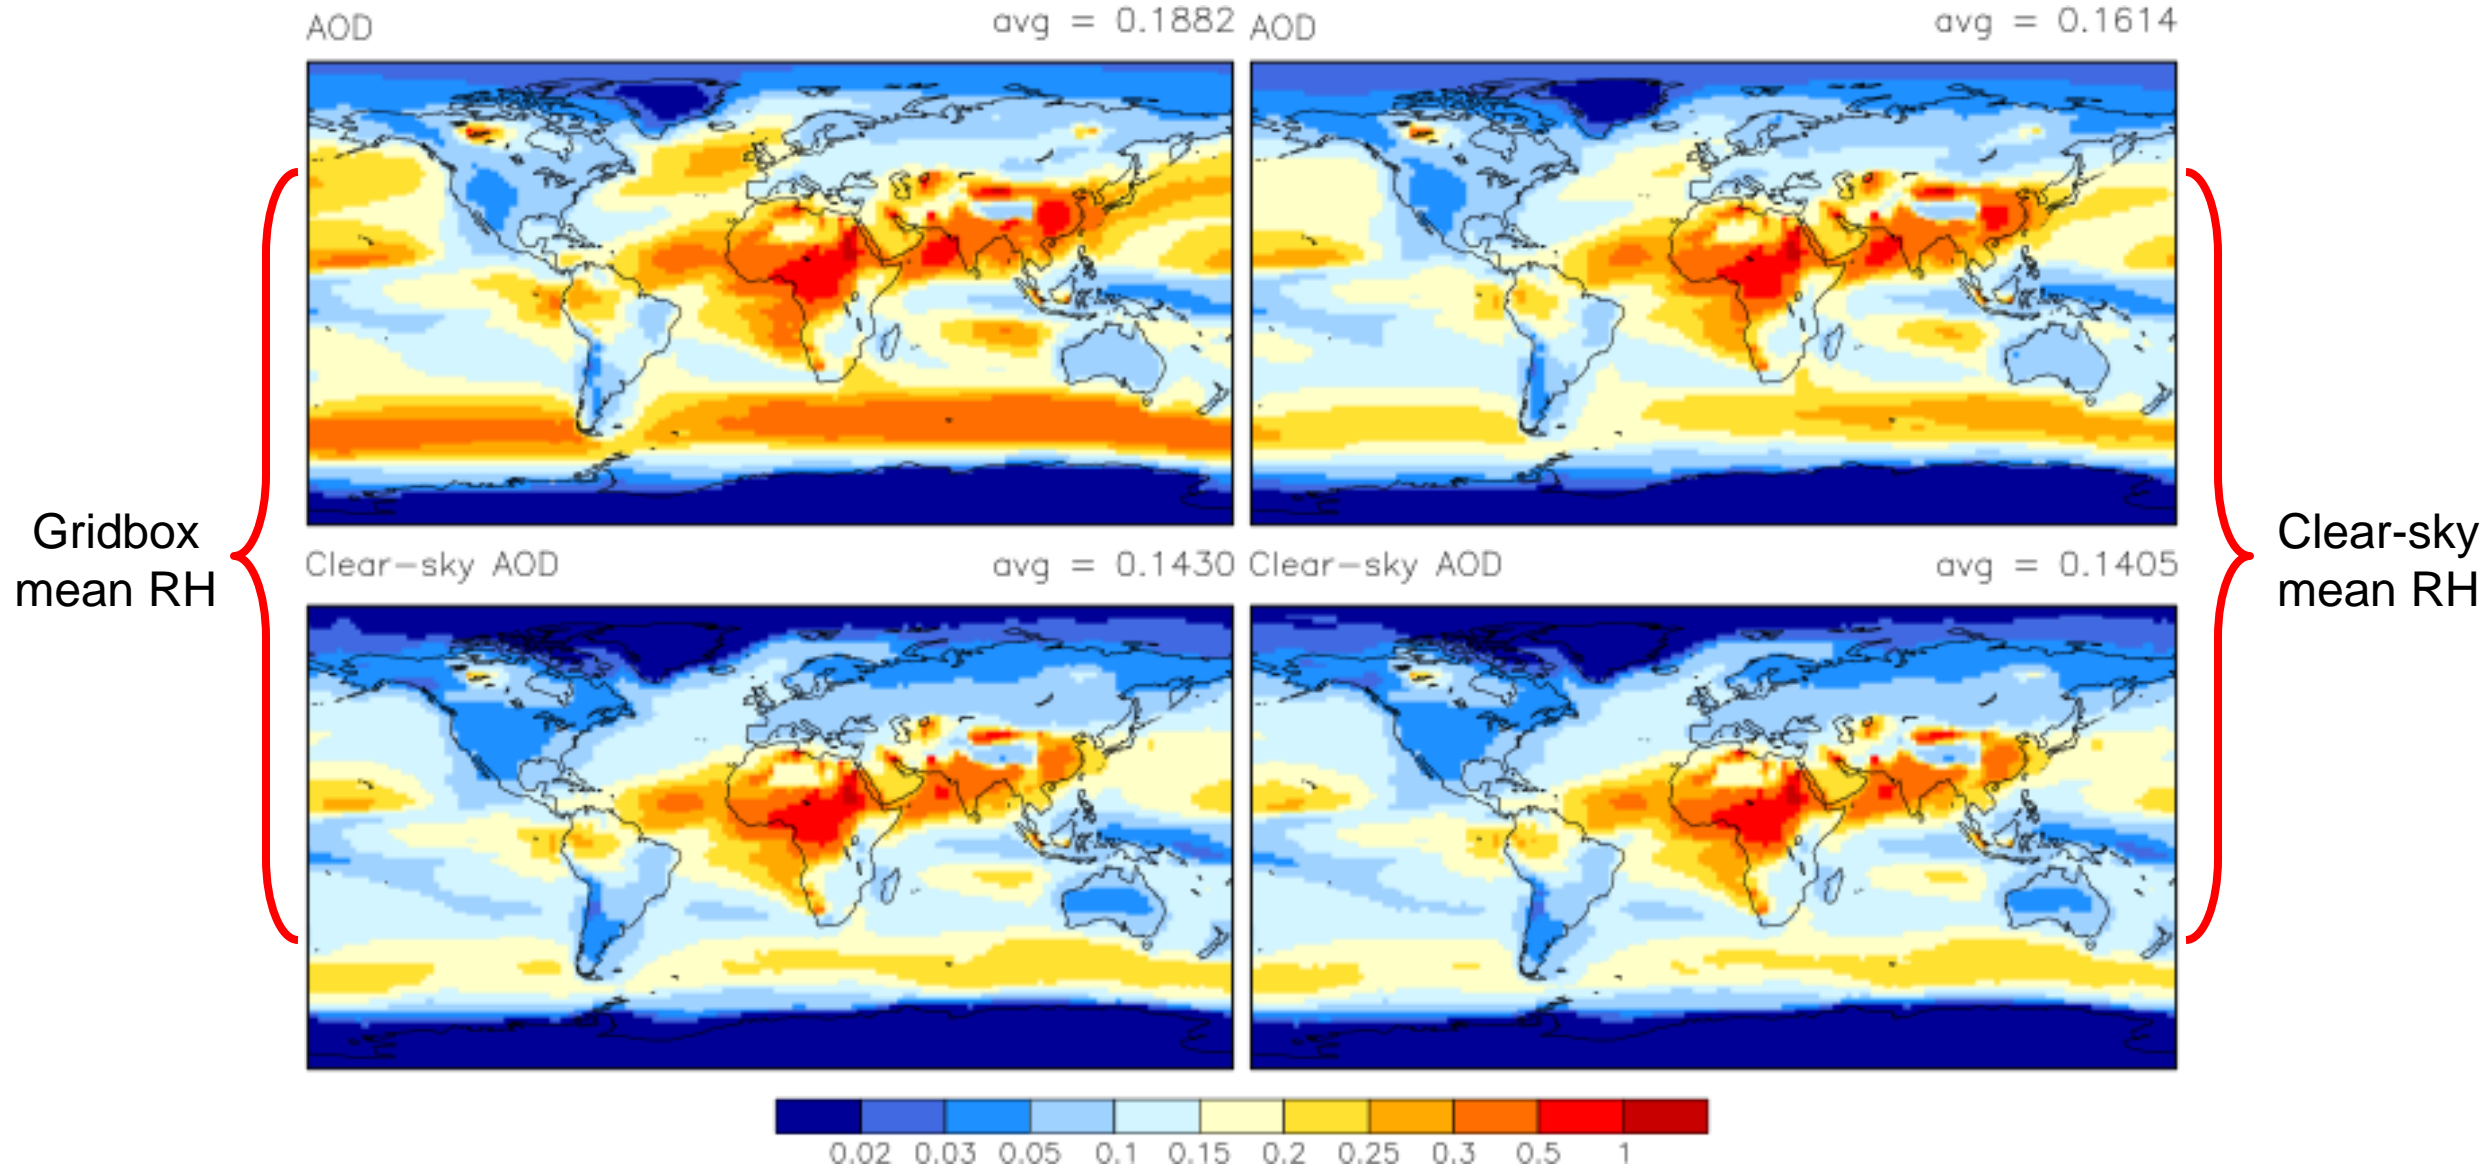 AOD avg = 0.1882
AOD avg = 0.1614
Gridbox
mean RH
Clear-sky
mean RH
Clear-sky AOD avg = 0.1430
Clear-sky AOD avg = 0.1405
0.02 0.03 0.05 0.1 0.15 0.2 0.25 0.3 0.5 1